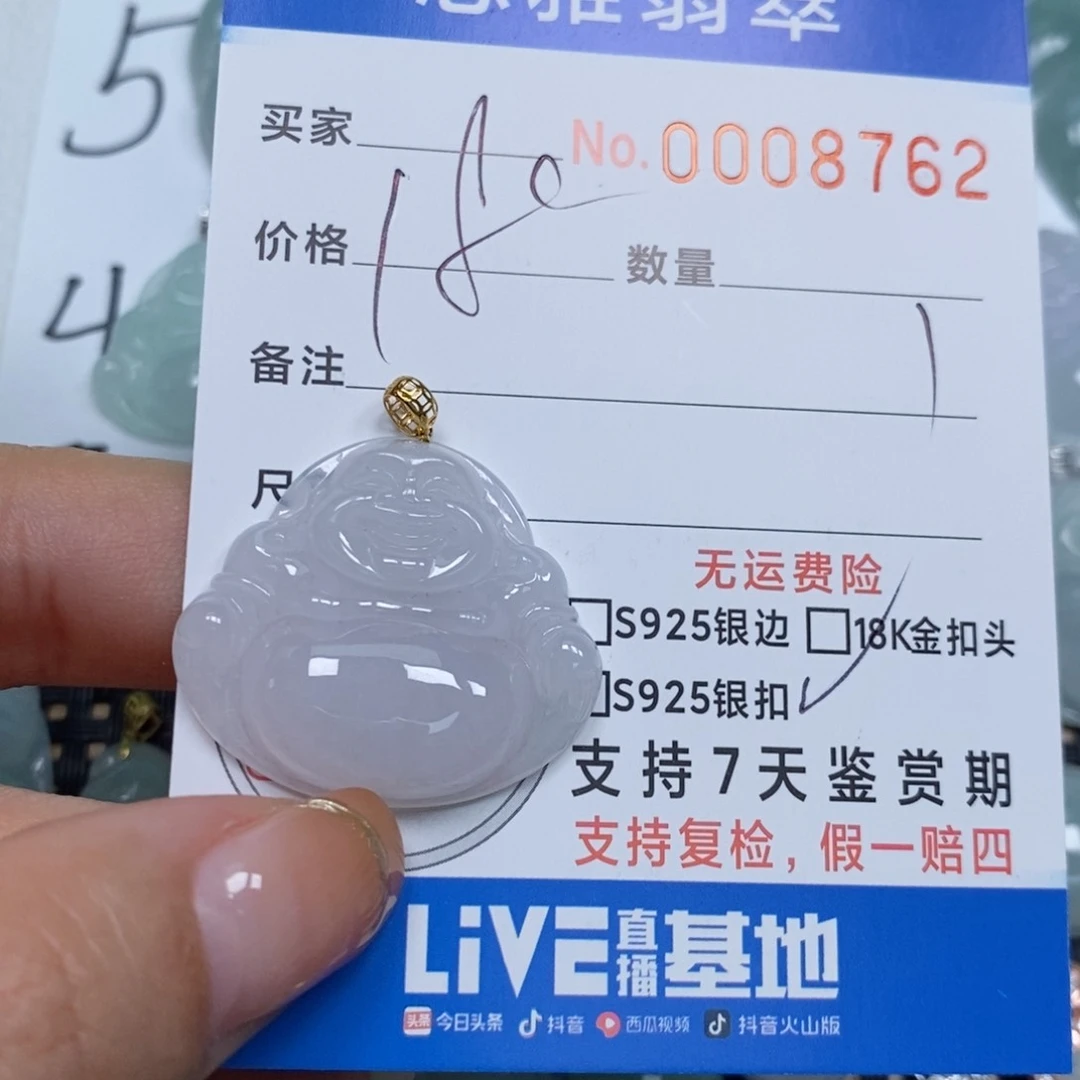 翡翠
买家 No. 0008762
180
价格 数量
备注
1
尺
无运费险
S925银边 18K金扣头
S925银扣
支持7天鉴赏期
支持复检，假一赔四
LiVE直播基地
头条 今日头条 抖音 西瓜视频 抖音火山版
5
4